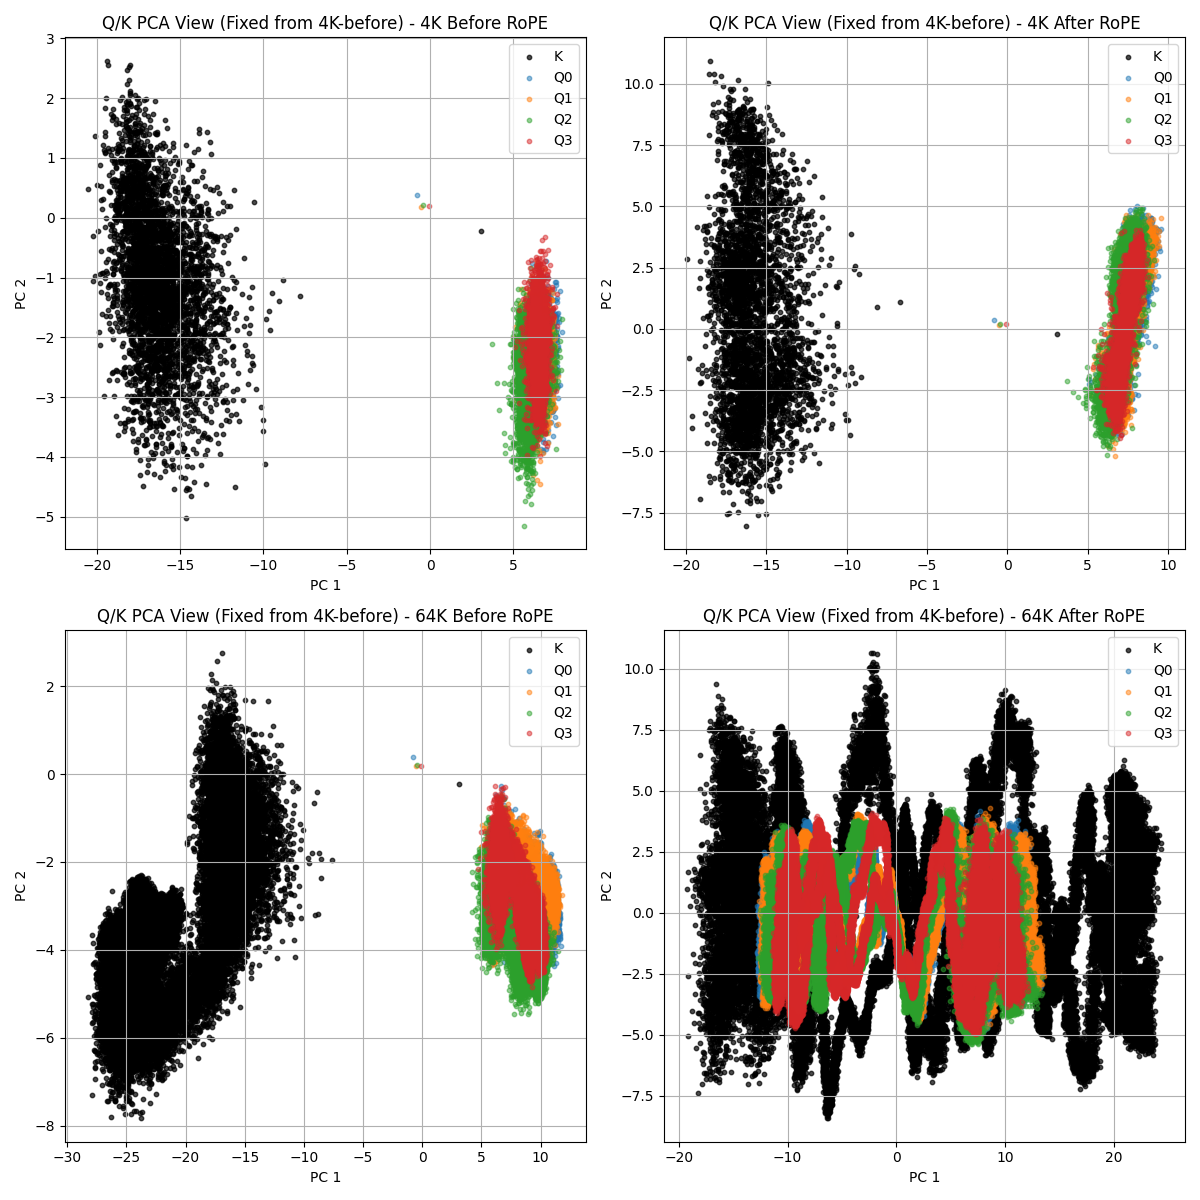 Q/K PCA View (Fixed from 4K-before) - 4K Before RoPE
3
2
1
0
−1
−2
−3
−4
−5
PC 2
K
Q0
Q1
Q2
Q3
−20 −15 −10 −5 0 5
PC 1
Q/K PCA View (Fixed from 4K-before) - 4K After RoPE
10.0
7.5
5.0
2.5
0.0
−2.5
−5.0
−7.5
PC 2
K
Q0
Q1
Q2
Q3
−20 −15 −10 −5 0 5 10
PC 1
Q/K PCA View (Fixed from 4K-before) - 64K Before RoPE
2
0
−2
−4
−6
−8
PC 2
K
Q0
Q1
Q2
Q3
−30 −25 −20 −15 −10 −5 0 5 10
PC 1
Q/K PCA View (Fixed from 4K-before) - 64K After RoPE
10.0
7.5
5.0
2.5
0.0
−2.5
−5.0
−7.5
PC 2
K
Q0
Q1
Q2
Q3
−20 −10 0 10 20
PC 1